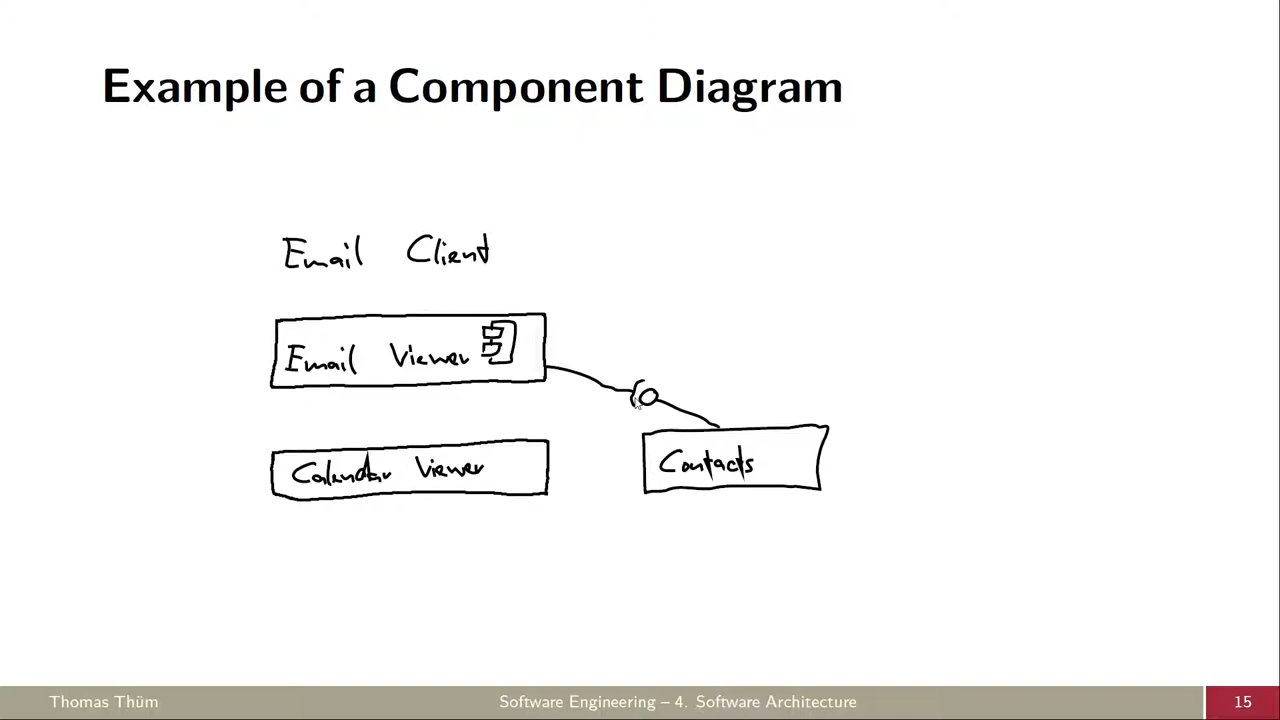 Example of a Component Diagram
Email Client
Email Viewer
Calendar Viewer
Contacts
Thomas Thüm
Software Engineering – 4. Software Architecture
15